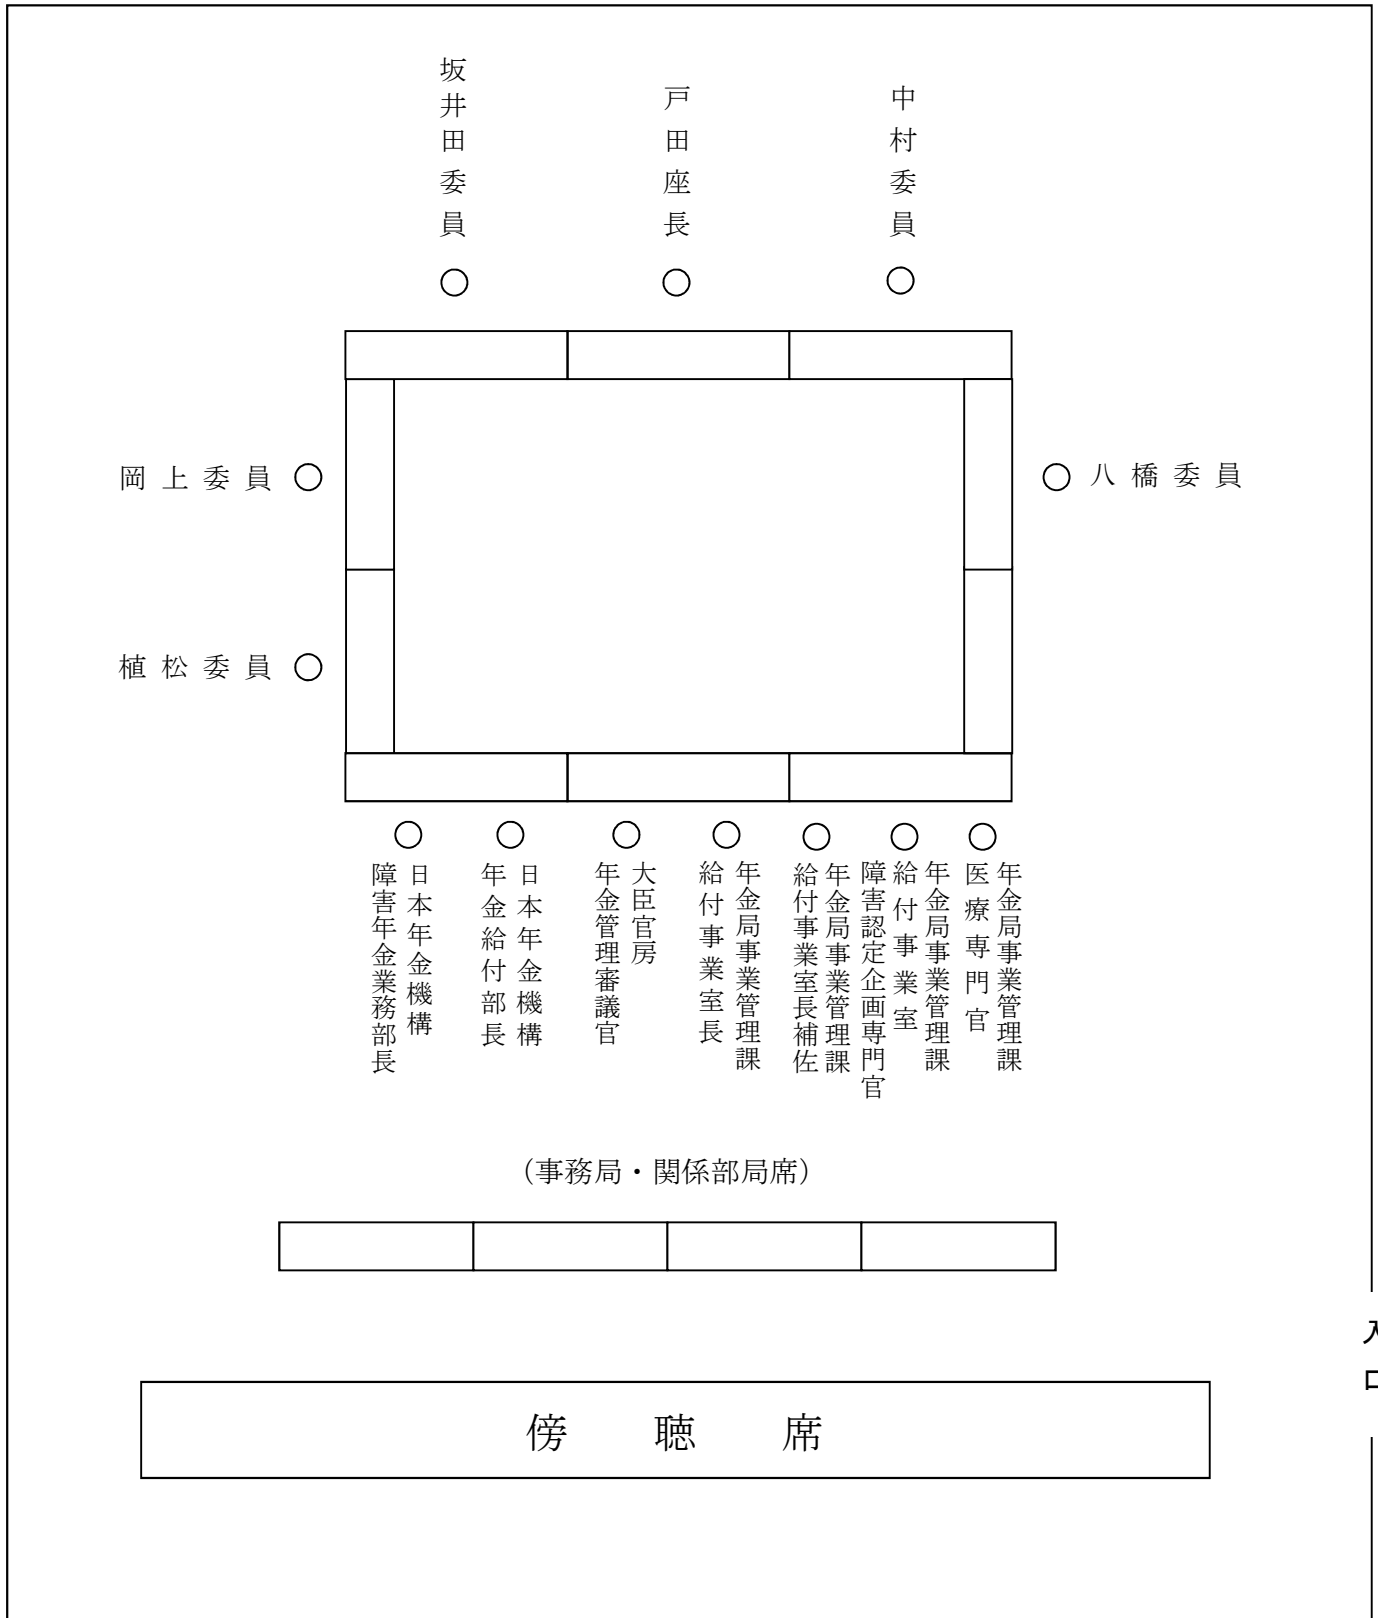 坂井田委員
戸田座長
中村委員
岡上委員
八橋委員
植松委員
日本年金機構
障害年金業務部長
日本年金機構
年金給付部長
大臣官房
年金管理審議官
年金局事業管理課
給付事業室長
年金局事業管理課
給付事業室長補佐
年金局事業管理課
給付事業室
障害認定企画専門官
年金局事業管理課
医療専門官
（事務局・関係部局席）
入口
傍聴席